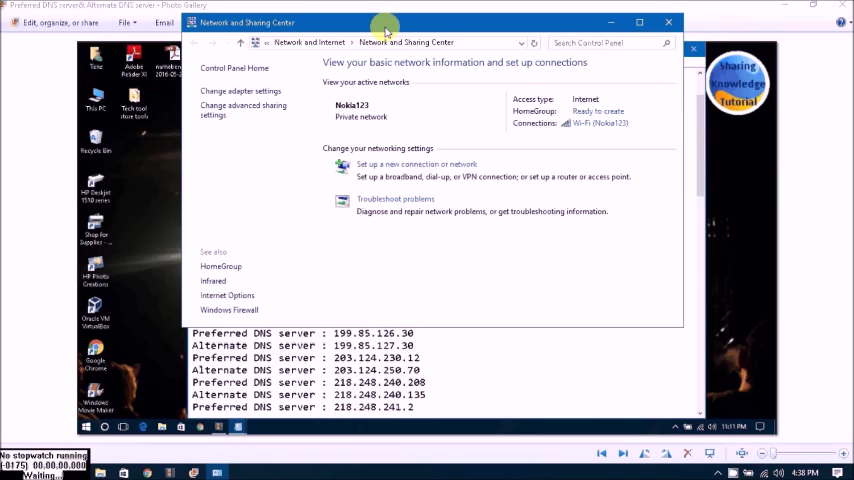 Preferred DNS server& Alternate DNS server - Photo Gallery
Edit, organize, or share
File
Email
Network and Sharing Center
Network and Internet
Network and Sharing Center
Search Control Panel
Control Panel Home
Change adapter settings
Change advanced sharing
settings
View your basic network information and set up connections
View your active networks
Nokia123
Private network
Access type: Internet
HomeGroup: Ready to create
Connections: Wi-Fi (Nokia123)
Change your networking settings
Set up a new connection or network
Set up a broadband, dial-up, or VPN connection; or set up a router or access point.
Troubleshoot problems
Diagnose and repair network problems, or get troubleshooting information.
See also
HomeGroup
Infrared
Internet Options
Windows Firewall
Adobe
Reader XI
2016-05-2
This PC
Tech tool
store tools
Recycle Bin
HP Deskjet
1510 series
Shop for
Supplies - ...
HP Photo
Creations
Oracle VM
VirtualBox
Google
Chrome
Windows
Movie Maker
Sharing
Knowledge
Tutorial
Preferred DNS server : 199.85.126.30
Alternate DNS server : 199.85.127.30
Preferred DNS server : 203.124.230.12
Alternate DNS server : 203.124.250.70
Preferred DNS server : 218.248.240.208
Alternate DNS server : 218.248.240.135
Preferred DNS server : 218.248.241.2
11:11 PM
No stopwatch running
(-0175) 00:00:00.000
Waiting...
4:38 PM